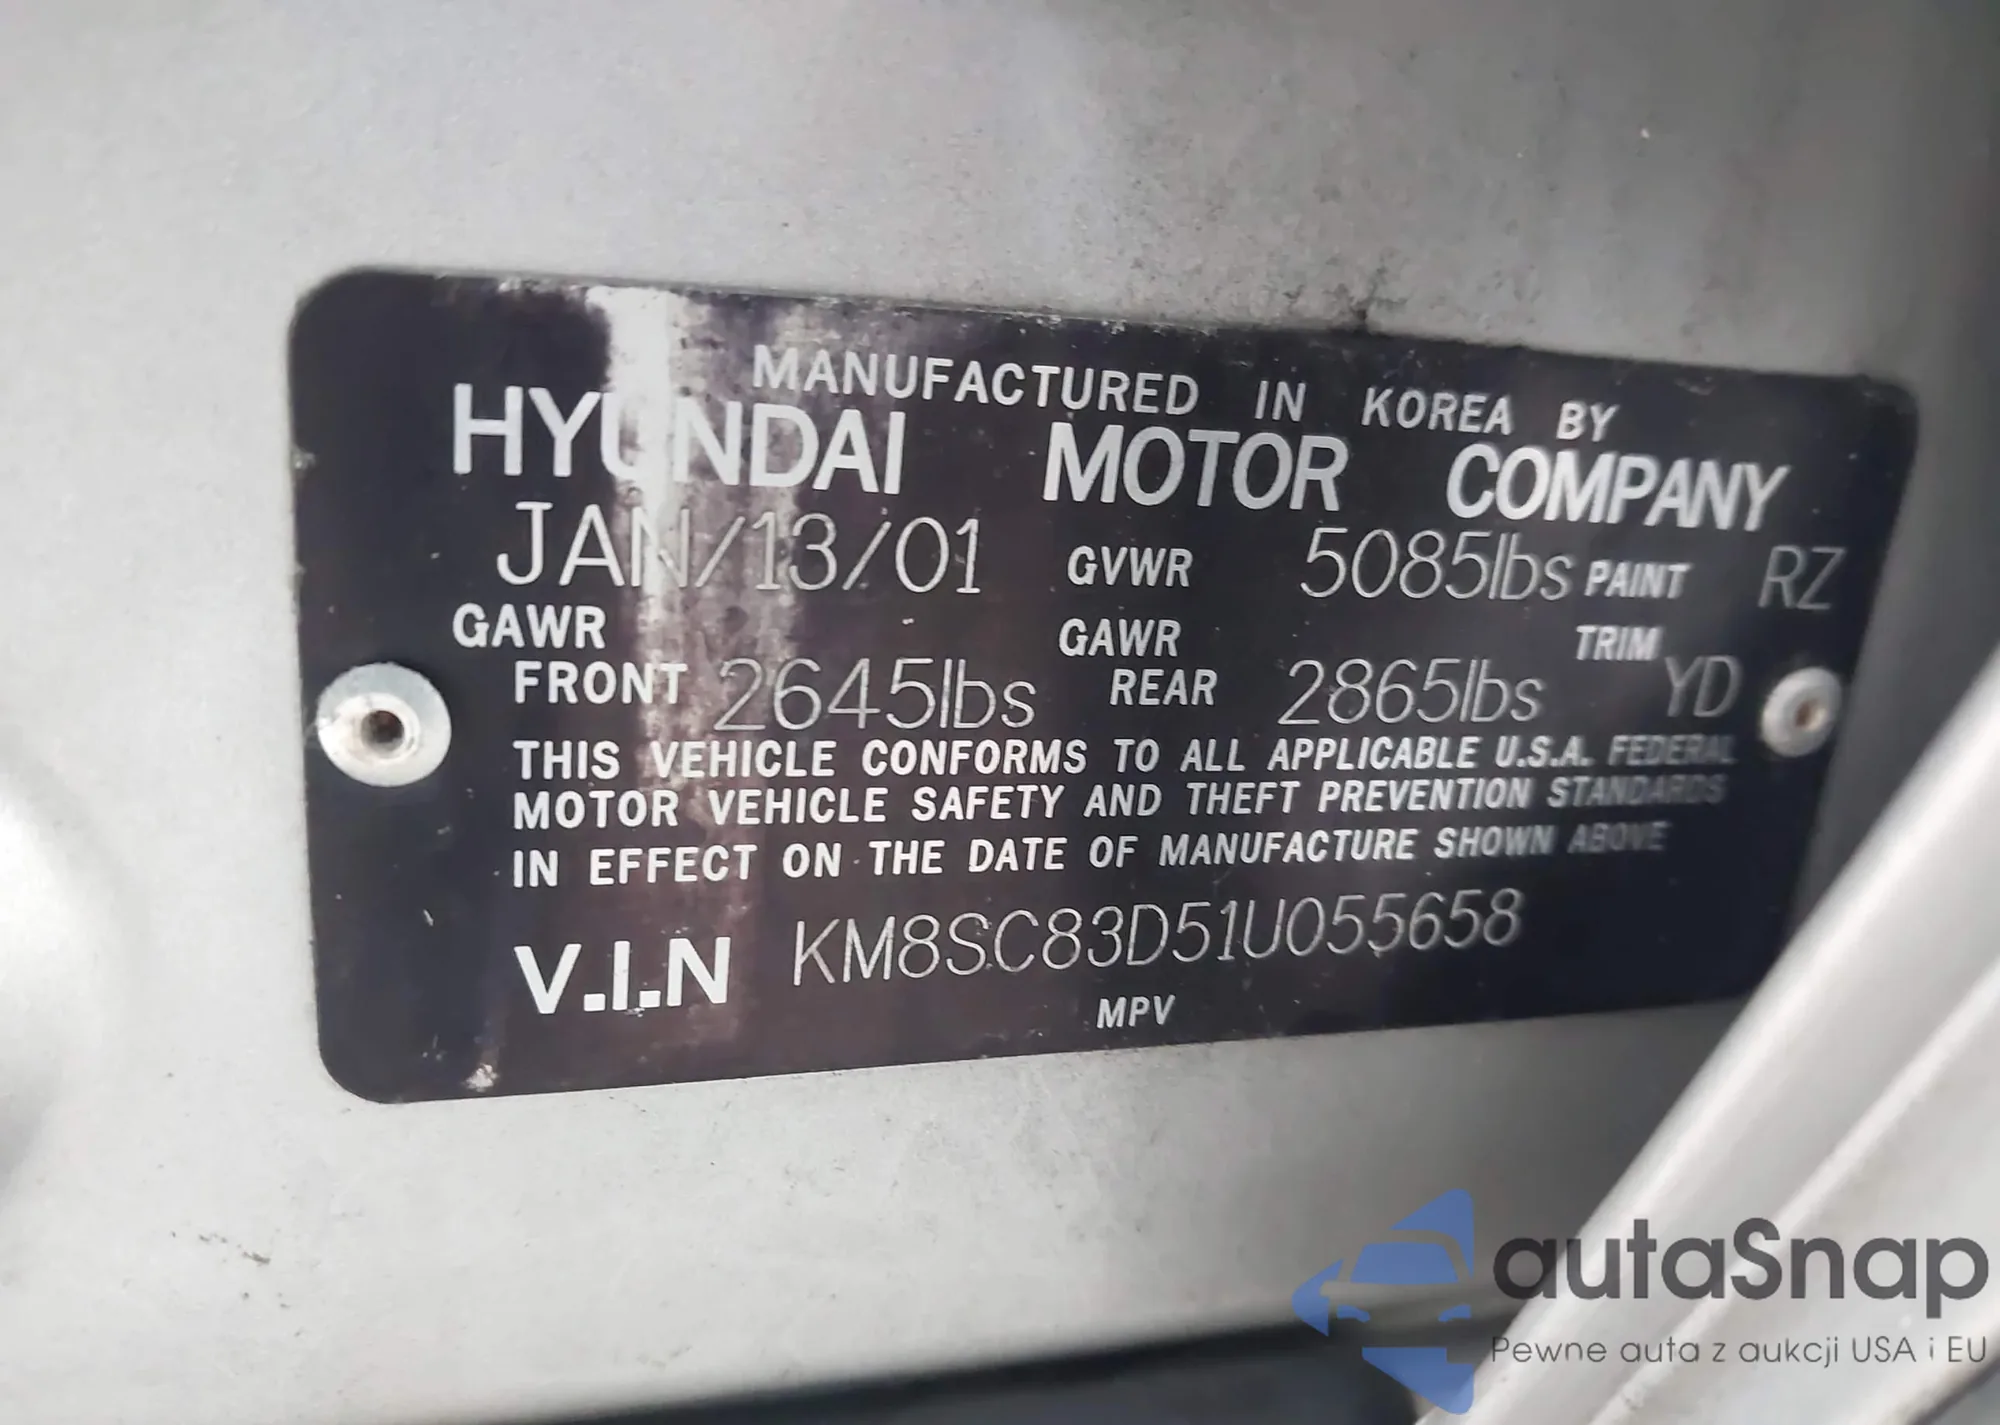 MANUFACTURED IN KOREA BY
HYUNDAI MOTOR COMPANY
JAN/13/01 GVWR 5085lbs PAINT RZ
GAWR GAWR TRIM
FRONT 2645lbs REAR 2865lbs YD
THIS VEHICLE CONFORMS TO ALL APPLICABLE U.S.A. FEDERAL
MOTOR VEHICLE SAFETY AND THEFT PREVENTION STANDARDS
IN EFFECT ON THE DATE OF MANUFACTURE SHOWN ABOVE
V.I.N KM8SC83D51U055658
MPV
autaSnap
Pewne auta z aukcji USA i EU